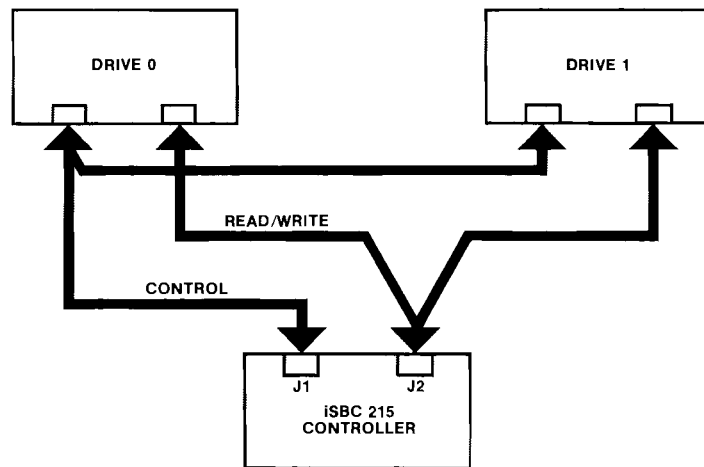 DRIVE 0
DRIVE 1
READ/WRITE
CONTROL
J1
J2
iSBC 215
CONTROLLER